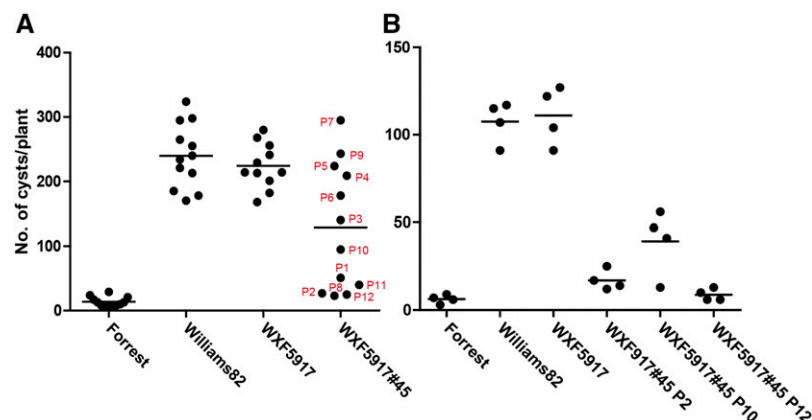 A
No. of cysts/plant
400
300
200
100
0
P7
P9
P5
P4
P6
P3
P10
P1
P11
P8
P2
P12
Forrest
Williams82
WXF5917
WXF5917#45
B
150
100
50
0
Forrest
Williams82
WXF5917
WXF917#45 P2
WXF5917#45 P10
WXF5917#45 P12